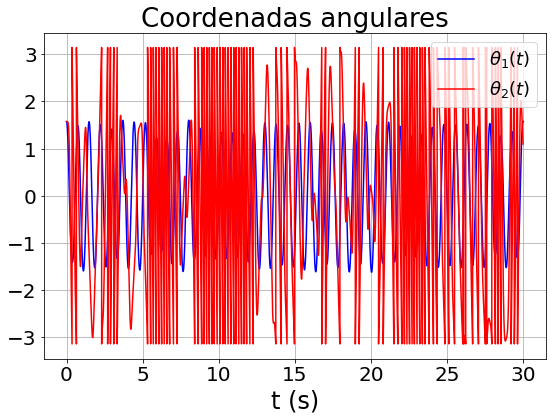 Coordenadas angulares
3
2
1
0
−1
−2
−3
θ₁(t)
θ₂(t)
0 5 10 15 20 25 30
t (s)